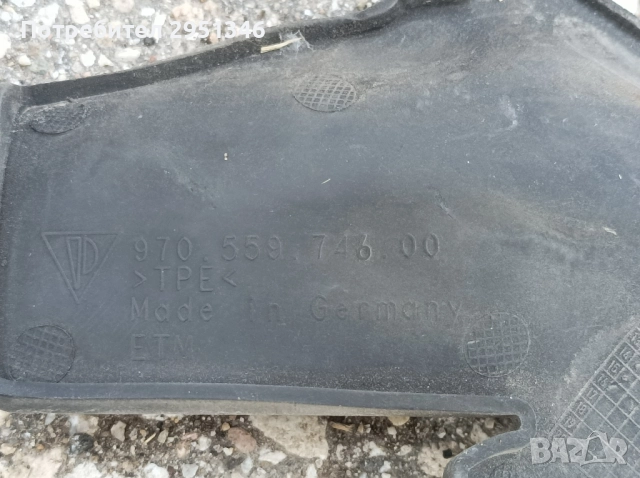 Потребител 2951346
970.559.746.00
>TPE<
Made in Germany
ETM
BAZAR